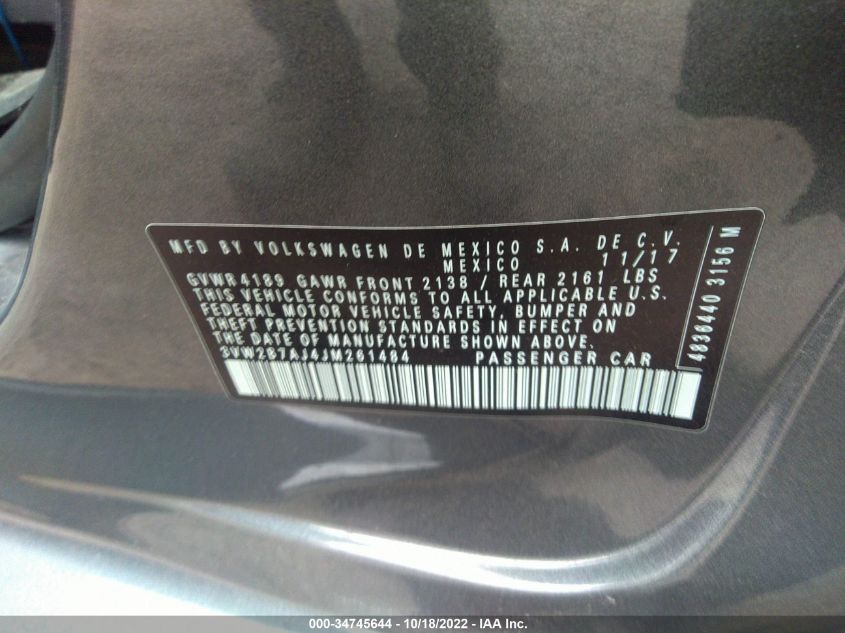 MFD BY VOLKSWAGEN DE MEXICO S.A. DE C.V.
MEXICO 11/17
GVWR 4189 GAWR FRONT 2138 / REAR 2161 LBS
THIS VEHICLE CONFORMS TO ALL APPLICABLE U.S.
FEDERAL MOTOR VEHICLE SAFETY, BUMPER AND
THEFT PREVENTION STANDARDS IN EFFECT ON
THE DATE OF MANUFACTURE SHOWN ABOVE.
3VW2B7AJ4JM261484 PASSENGER CAR
4836440 3156 M
000-34745644 - 10/18/2022 - IAA Inc.